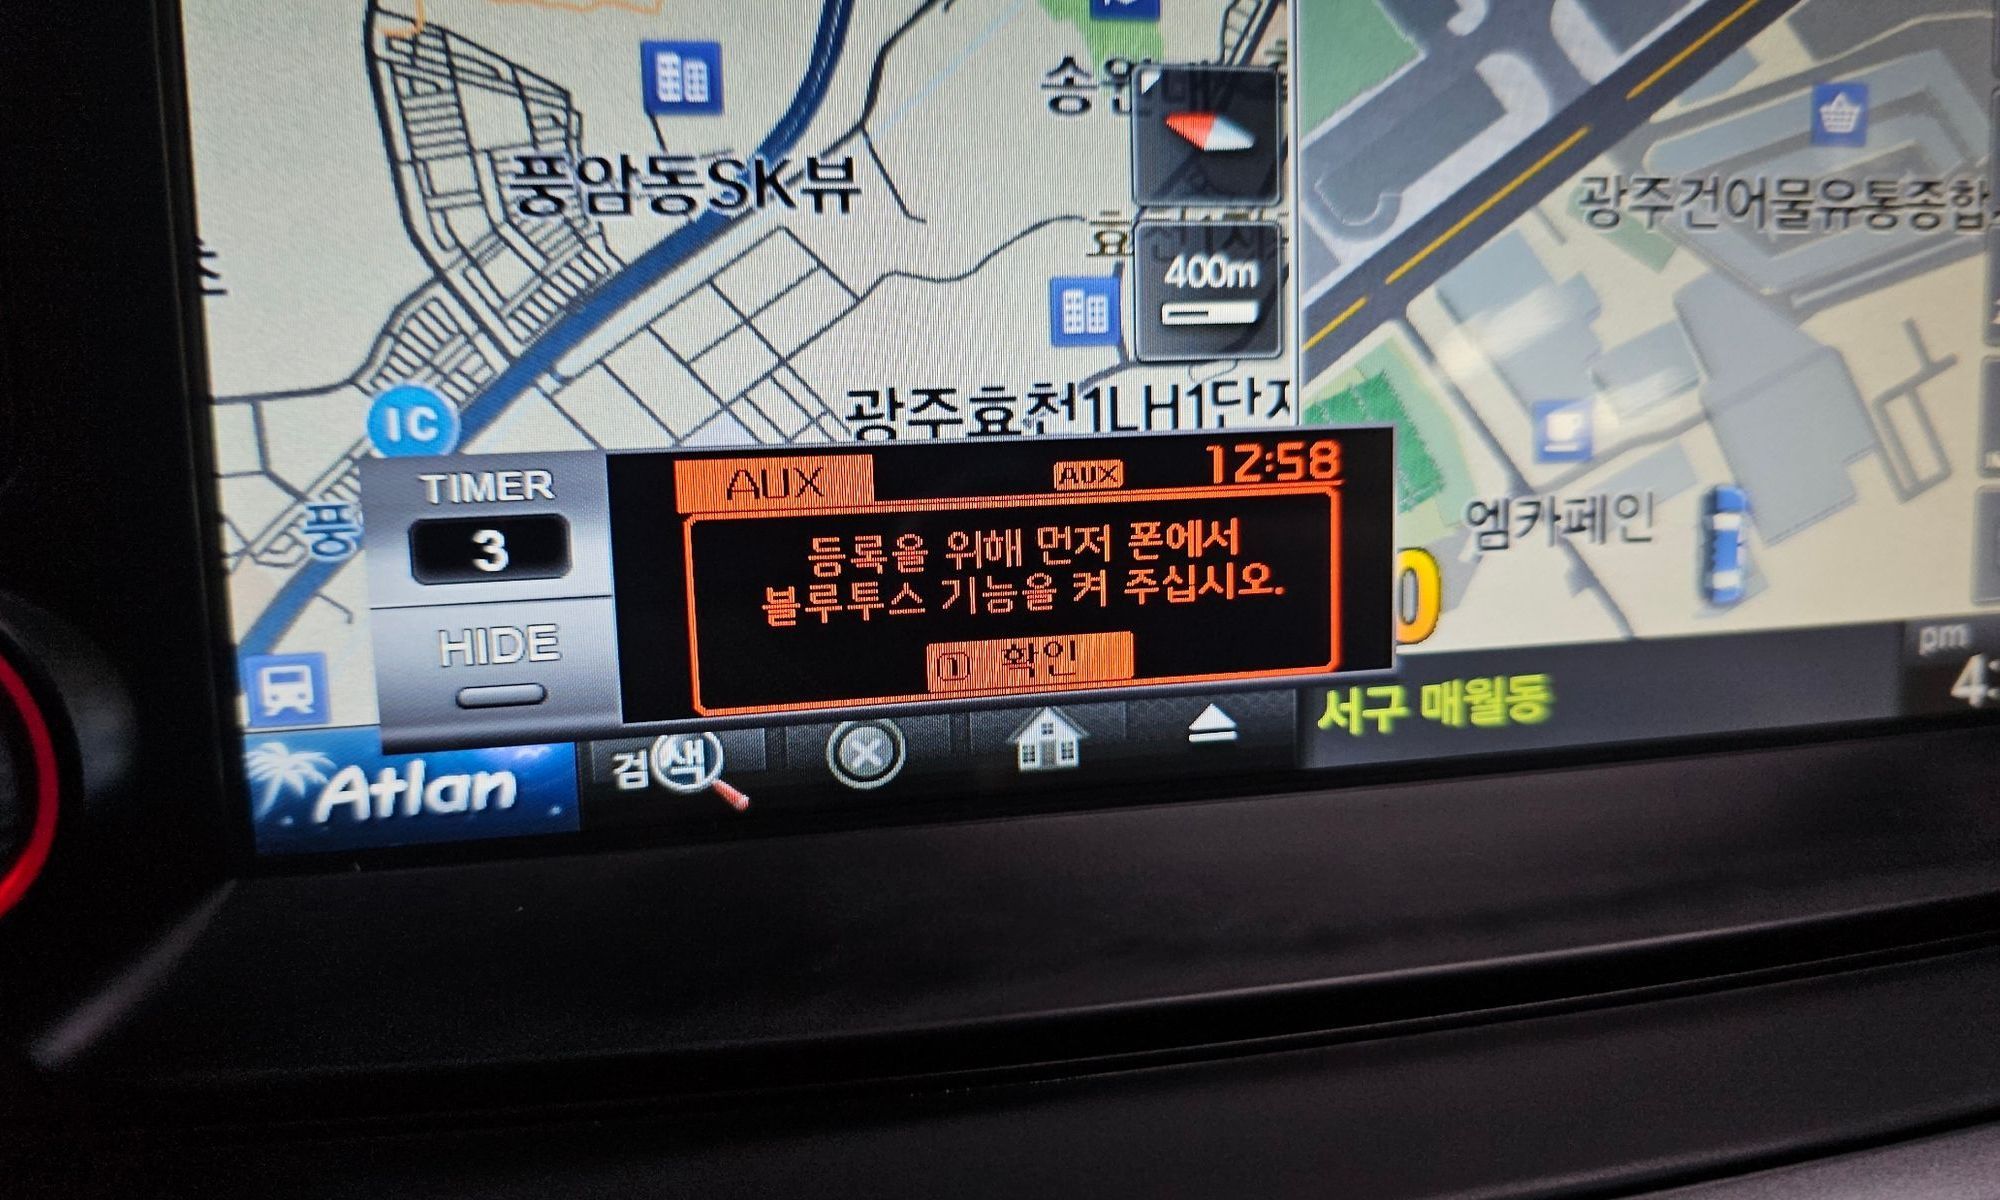 풍암동SK뷰
400m
광주건어물유통종합
광주효천1LH1단지
IC
엠카페인
TIMER
3
HIDE
AUX
AUX
12:58
등록을 위해 먼저 폰에서
블루투스 기능을 켜 주십시오.
1 확인
0
pm
서구 매월동
Atlan
검색